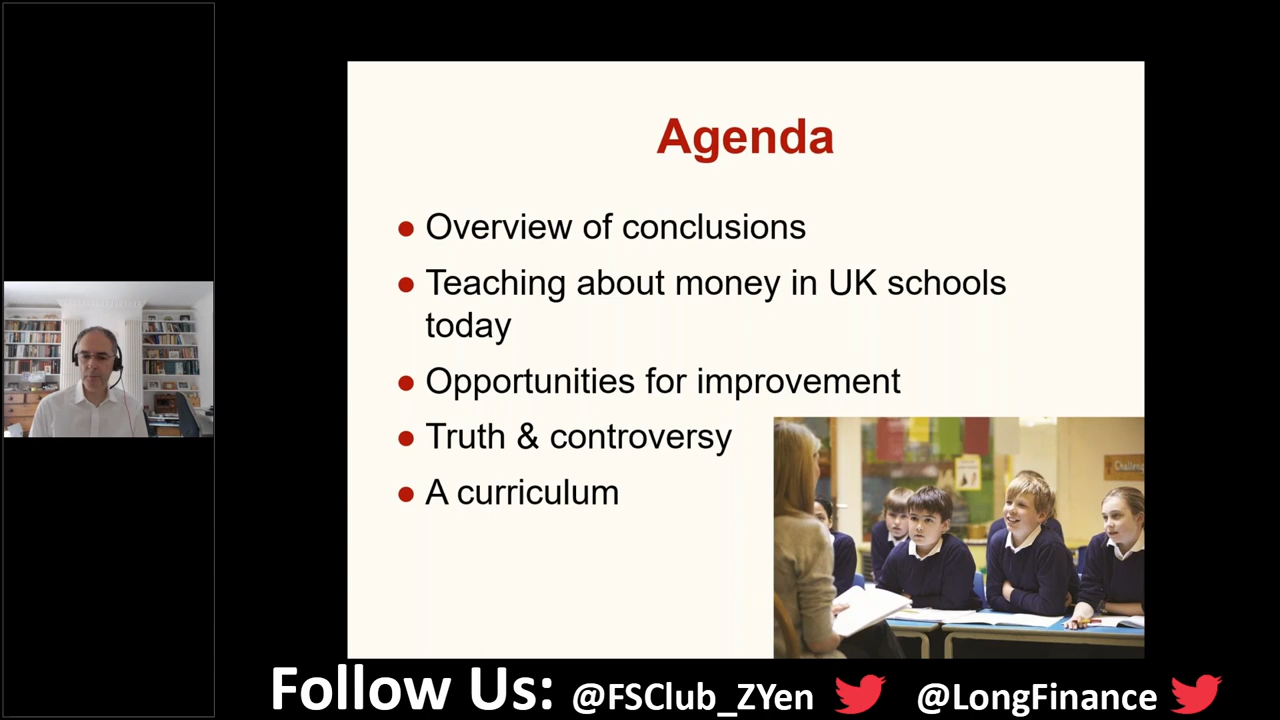 Agenda
● Overview of conclusions
● Teaching about money in UK schools
today
● Opportunities for improvement
● Truth & controversy
● A curriculum
Challen
Follow Us: @FSClub_ZYen @LongFinance